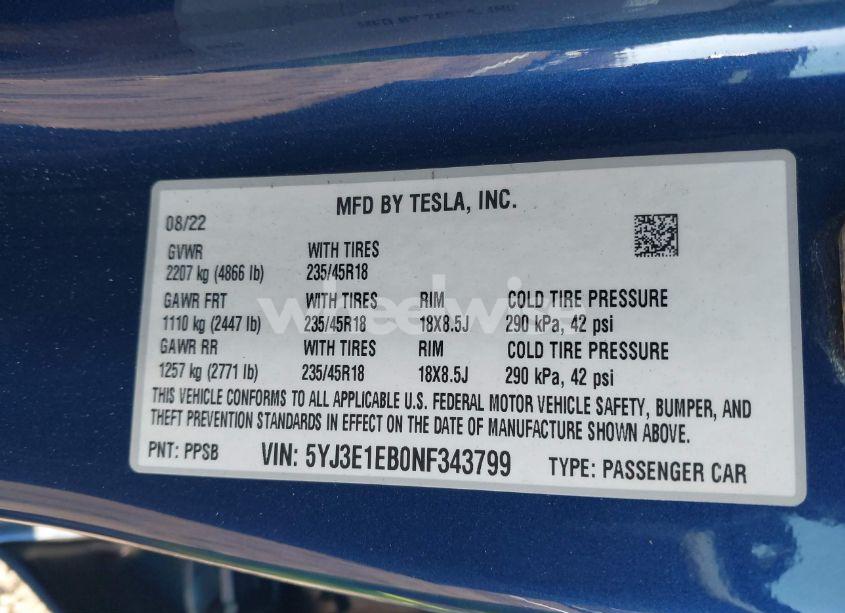 MFD BY TESLA, INC.
08/22
GVWR WITH TIRES
2207 kg (4866 lb) 235/45R18
GAWR FRT WITH TIRES RIM COLD TIRE PRESSURE
1110 kg (2447 lb) 235/45R18 18X8.5J 290 kPa, 42 psi
GAWR RR WITH TIRES RIM COLD TIRE PRESSURE
1257 kg (2771 lb) 235/45R18 18X8.5J 290 kPa, 42 psi
THIS VEHICLE CONFORMS TO ALL APPLICABLE U.S. FEDERAL MOTOR VEHICLE SAFETY, BUMPER, AND
THEFT PREVENTION STANDARDS IN EFFECT ON THE DATE OF MANUFACTURE SHOWN ABOVE.
PNT: PPSB VIN: 5YJ3E1EB0NF343799 TYPE: PASSENGER CAR